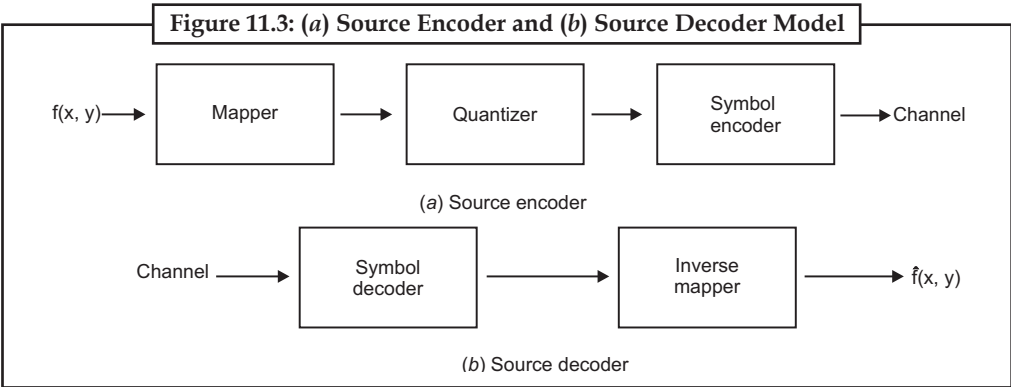 Figure 11.3: (a) Source Encoder and (b) Source Decoder Model
f(x, y)
Mapper
Quantizer
Symbol
encoder
Channel
(a) Source encoder
Channel
Symbol
decoder
Inverse
mapper
f̂(x, y)
(b) Source decoder